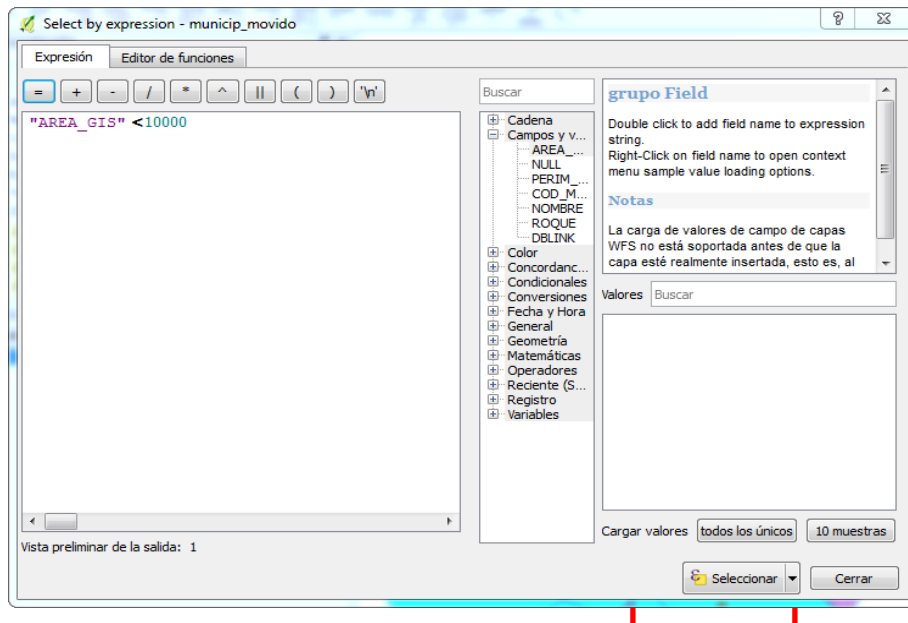 Select by expression - municip_movido
Expresión
Editor de funciones
= + - / * ^ || ( ) '\n'
"AREA_GIS" <10000
Vista preliminar de la salida: 1
Buscar
Cadena
Campos y v...
AREA_...
NULL
PERIM_...
COD_M...
NOMBRE
ROQUE
DBLINK
Color
Concordanc...
Condicionales
Conversiones
Fecha y Hora
General
Geometría
Matemáticas
Operadores
Reciente (S...
Registro
Variables
grupo Field
Double click to add field name to expression
string.
Right-Click on field name to open context
menu sample value loading options.
Notas
La carga de valores de campo de capas
WFS no está soportada antes de que la
capa esté realmente insertada, esto es, al
Valores Buscar
Cargar valores todos los únicos 10 muestras
Seleccionar Cerrar